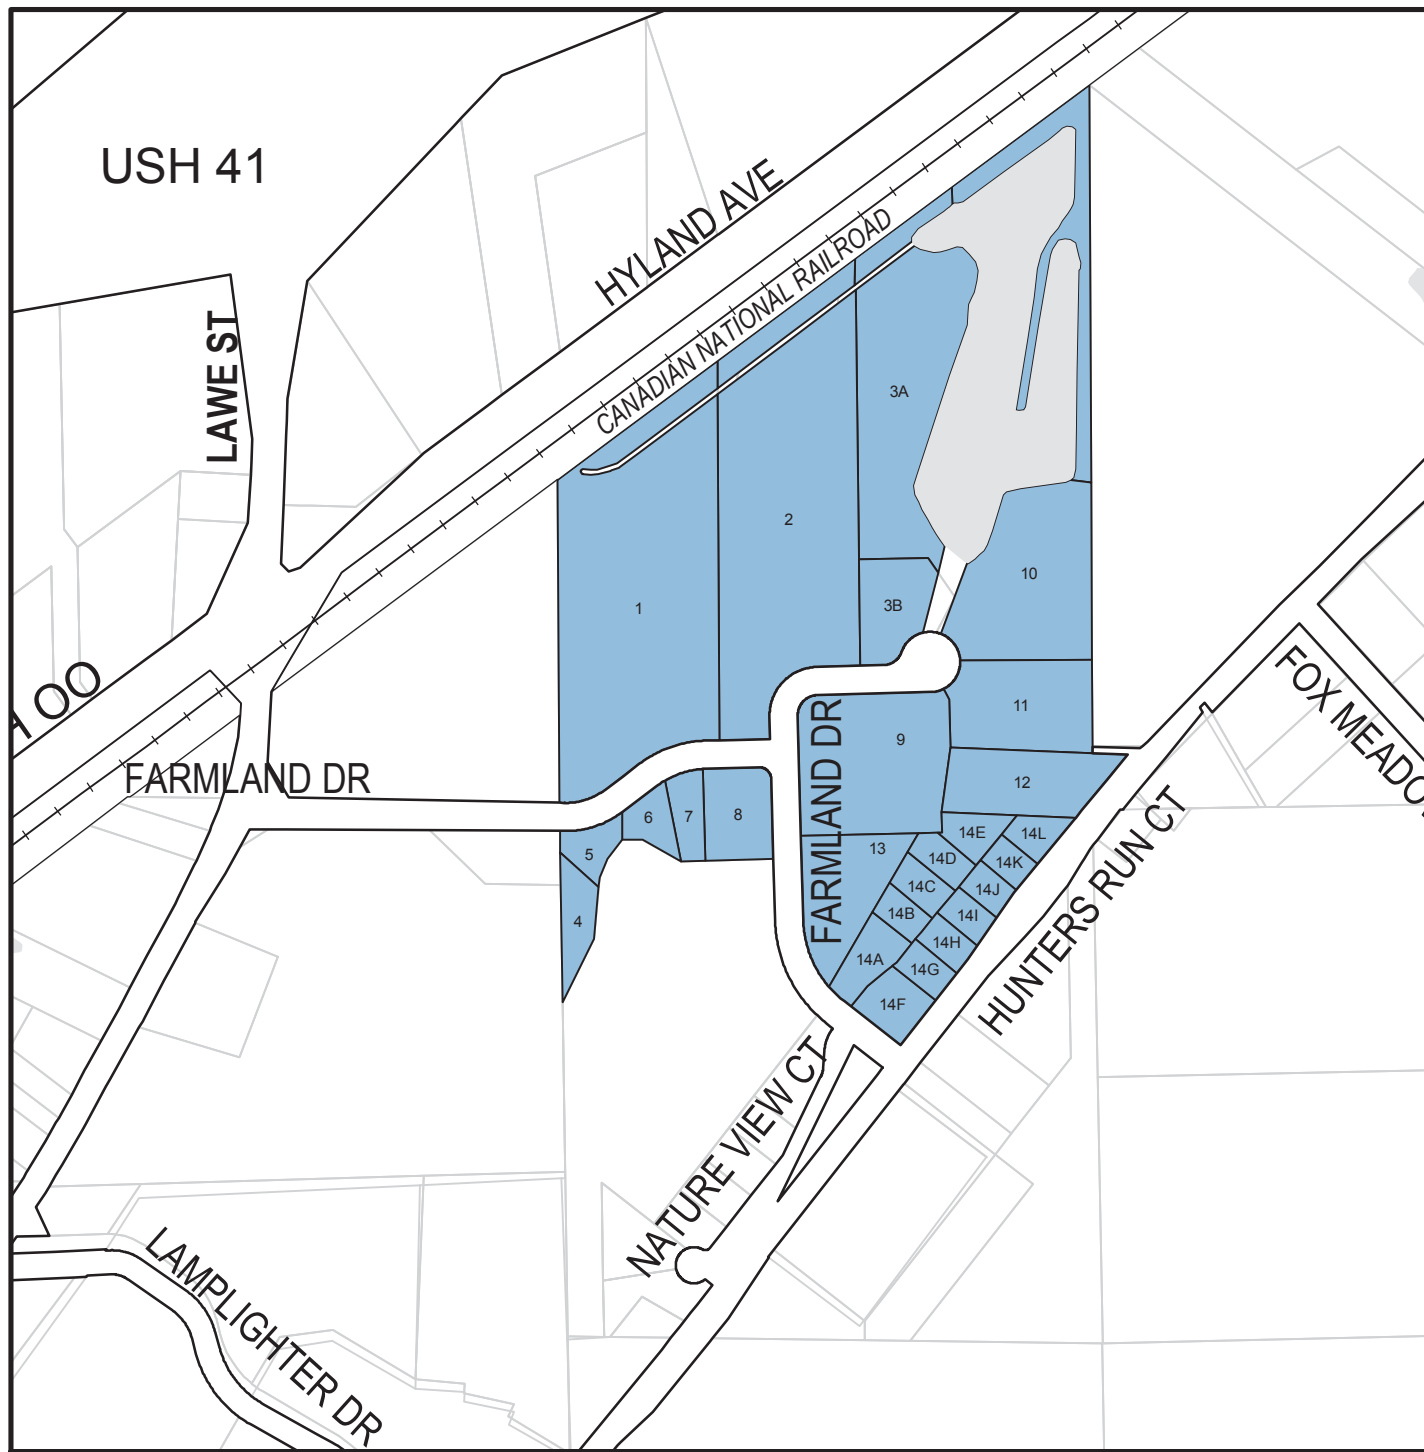 USH 41
HYLAND AVE
CANADIAN NATIONAL RAILROAD
LAWE ST
3A
2
10
1
3B
OO
FOX MEADO
11
FARMLAND DR
9
FARMLAND DR
12
6
7
8
14E
14L
5
13
14D
14K
14C
14J
4
14B
14I
14H
14A
14G
14F
HUNTERS RUN CT
NATURE VIEW CT
LAMPLIGHTER DR